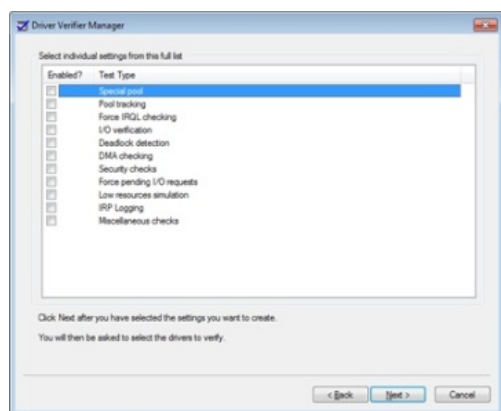 Driver Verifier Manager
Select individual settings from this full list
Enabled? Test Type
Special pool
Pool tracking
Force IRQL checking
I/O verification
Deadlock detection
DMA checking
Security checks
Force pending I/O requests
Low resources simulation
IRP Logging
Miscellaneous checks
Click Next after you have selected the settings you want to create.
You will then be asked to select the drivers to verify.
< Back Next > Cancel